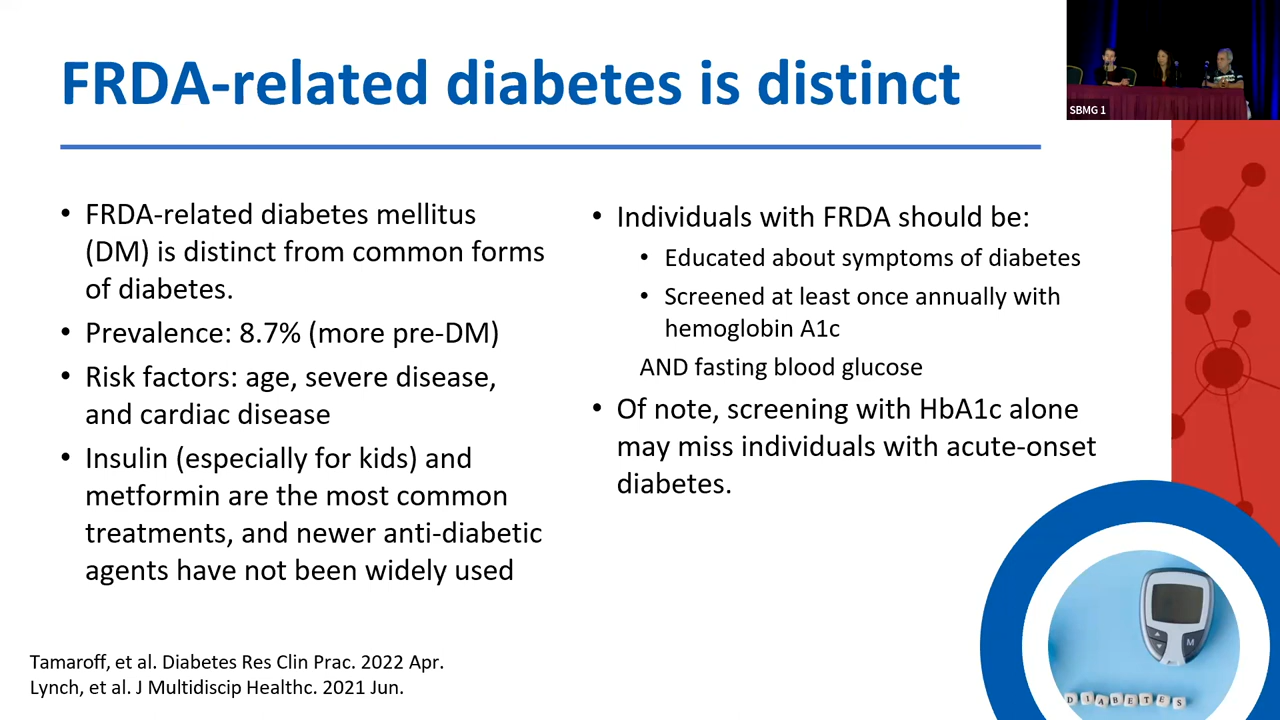 FRDA-related diabetes is distinct
SBMG 1
• FRDA-related diabetes mellitus
(DM) is distinct from common forms
of diabetes.
• Prevalence: 8.7% (more pre-DM)
• Risk factors: age, severe disease,
and cardiac disease
• Insulin (especially for kids) and
metformin are the most common
treatments, and newer anti-diabetic
agents have not been widely used
• Individuals with FRDA should be:
• Educated about symptoms of diabetes
• Screened at least once annually with
hemoglobin A1c
AND fasting blood glucose
• Of note, screening with HbA1c alone
may miss individuals with acute-onset
diabetes.
M
DIABETES
Tamaroff, et al. Diabetes Res Clin Prac. 2022 Apr.
Lynch, et al. J Multidiscip Healthc. 2021 Jun.